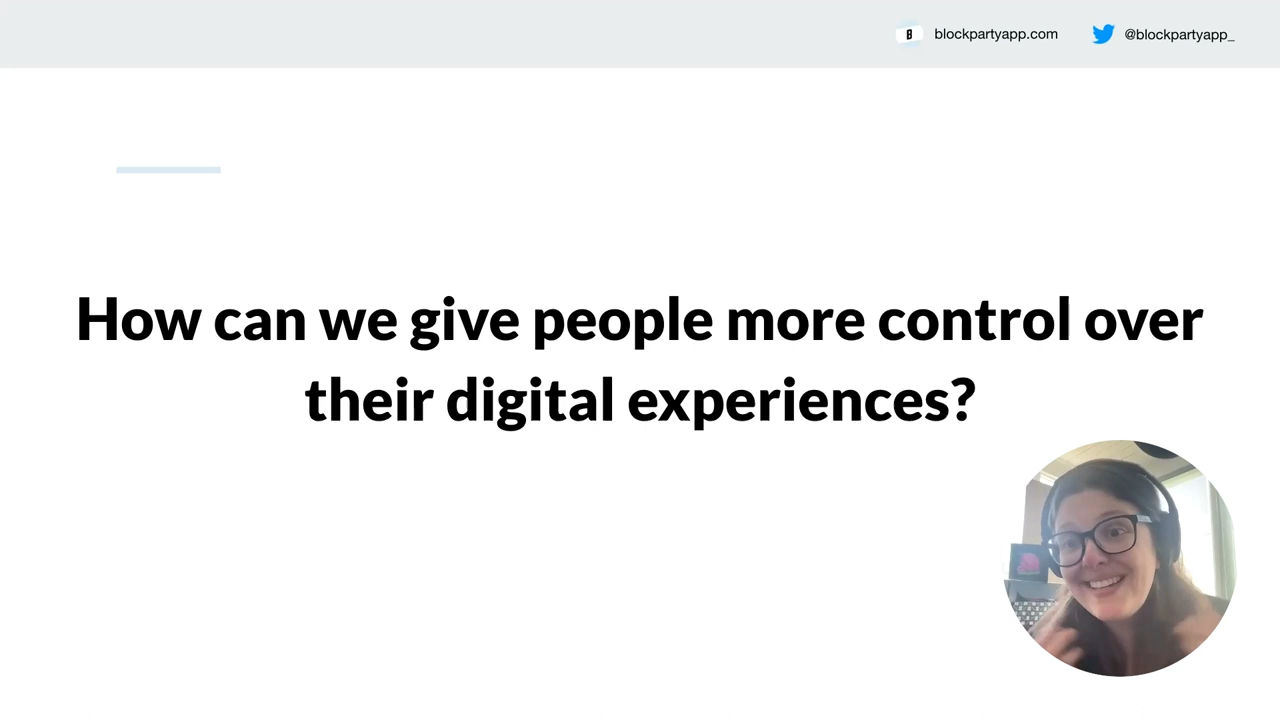 B blockpartyapp.com @blockpartyapp_
How can we give people more control over
their digital experiences?